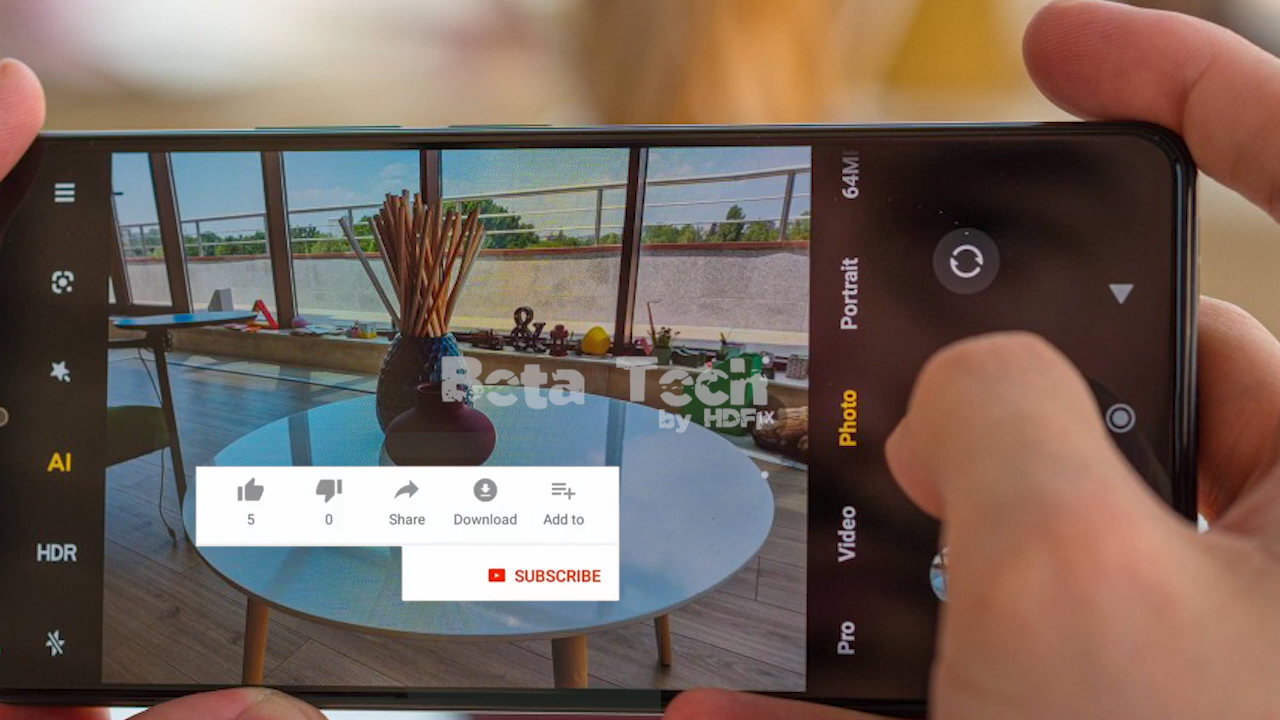 64M
Portrait
Photo
Video
Pro
AI
HDR
&
Beta Tech
by HDFix
5
0
Share
Download
Add to
SUBSCRIBE